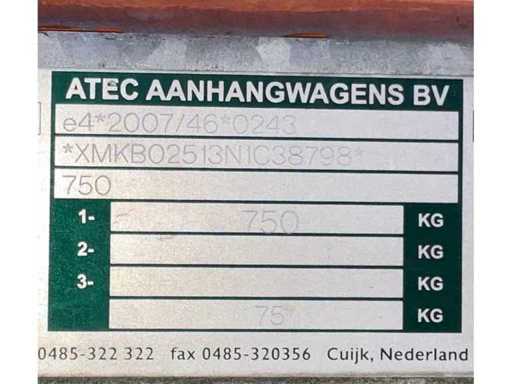 ATEC AANHANGWAGENS BV
e4*2007/46*0243
*XMKB02513N1C38798*
750
1- 750 KG
2- KG
3- KG
75 KG
0485-322 322 fax 0485-320356 Cuijk, Nederland